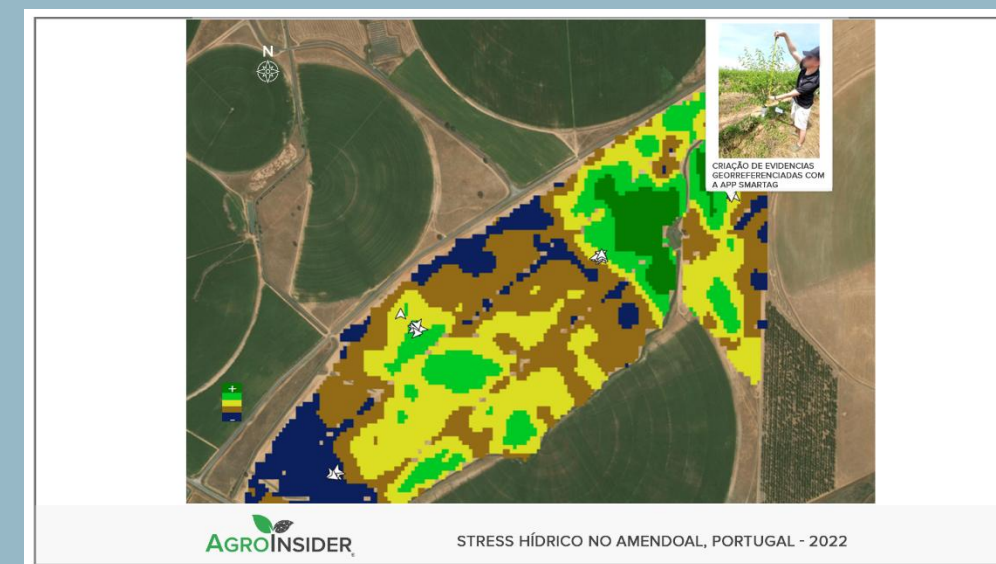 N
CRIAÇÃO DE EVIDENCIAS
GEORREFERENCIADAS COM
A APP SMARTAG
+
-
AGROINSIDER
STRESS HÍDRICO NO AMENDOAL, PORTUGAL - 2022